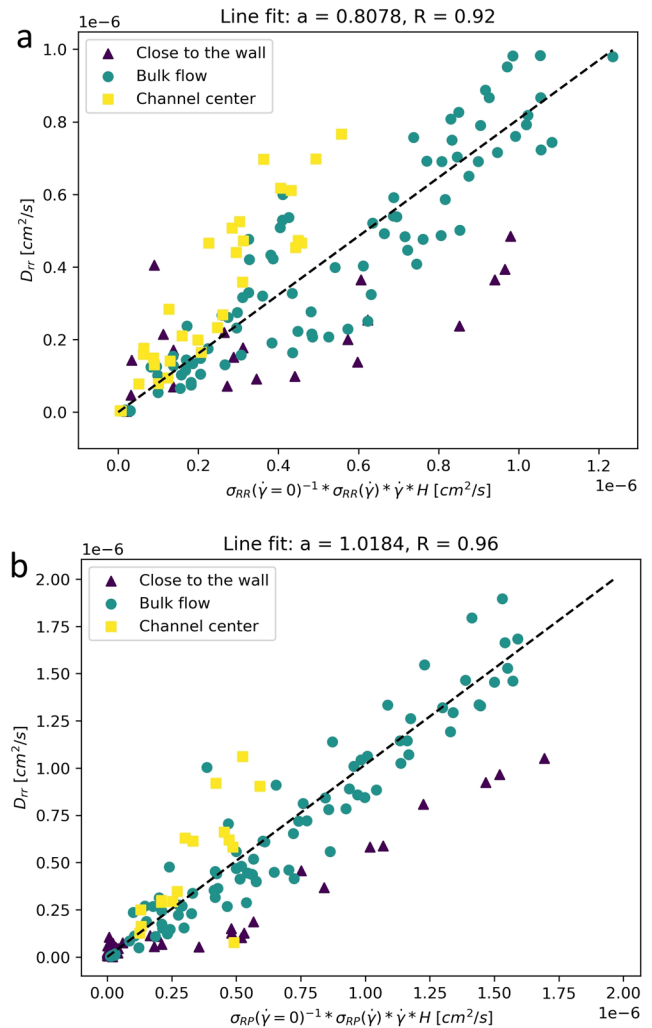 a
Line fit: a = 0.8078, R = 0.92
1e−6
Close to the wall
Bulk flow
Channel center
1.0
0.8
0.6
0.4
0.2
0.0
D_rr [cm²/s]
0.0 0.2 0.4 0.6 0.8 1.0 1.2
σ_RR(γ̇ = 0)⁻¹ * σ_RR(γ̇) * γ̇ * H [cm²/s]
1e−6
b
Line fit: a = 1.0184, R = 0.96
1e−6
Close to the wall
Bulk flow
Channel center
2.00
1.75
1.50
1.25
1.00
0.75
0.50
0.25
0.00
D_rr [cm²/s]
0.00 0.25 0.50 0.75 1.00 1.25 1.50 1.75 2.00
σ_RP(γ̇ = 0)⁻¹ * σ_RP(γ̇) * γ̇ * H [cm²/s]
1e−6